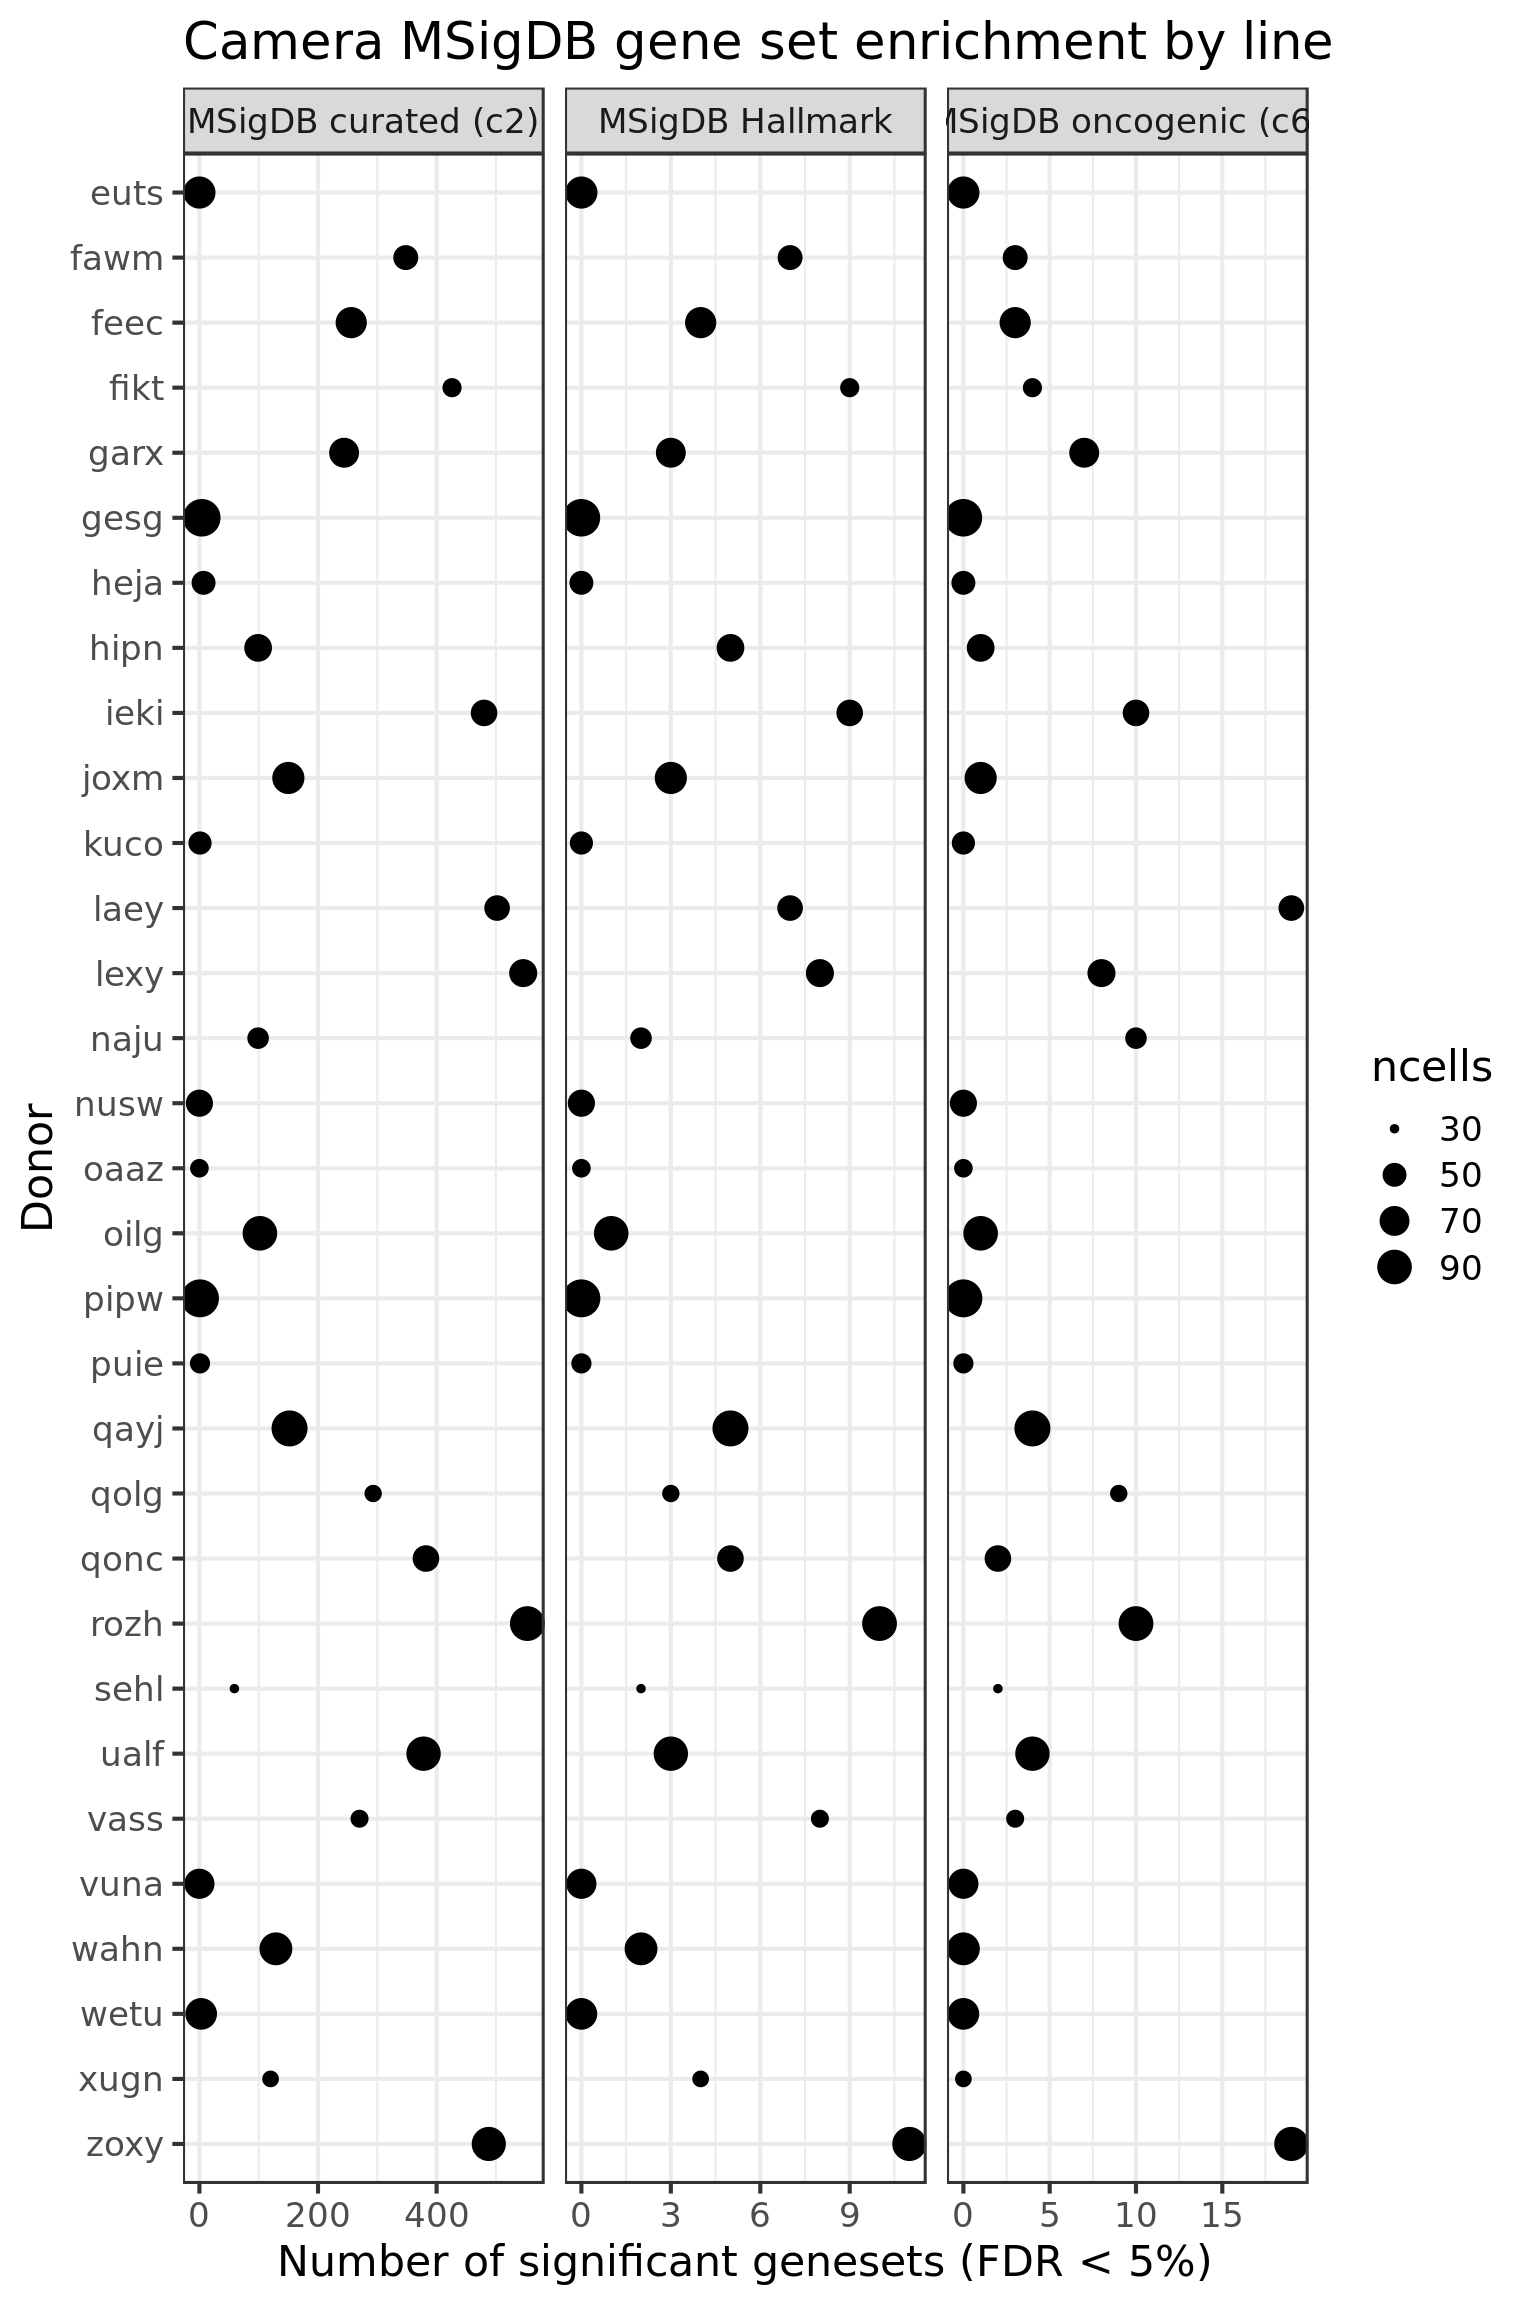 Camera MSigDB gene set enrichment by line
MSigDB curated (c2)
MSigDB Hallmark
MSigDB oncogenic (c6
euts
fawm
feec
fikt
garx
gesg
heja
hipn
ieki
joxm
kuco
laey
lexy
naju
nusw
oaaz
oilg
pipw
puie
qayj
qolg
qonc
rozh
sehl
ualf
vass
vuna
wahn
wetu
xugn
zoxy
Donor
0 200 400
0 3 6 9
0 5 10 15
Number of significant genesets (FDR < 5%)
ncells
30
50
70
90